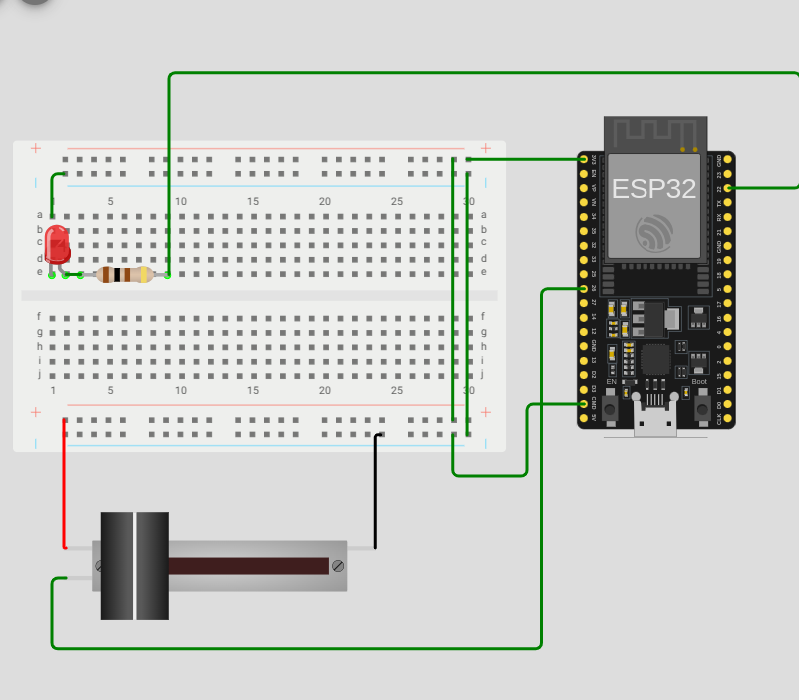 + +
1 5 10 15 20 25 30
a a
b b
c c
d d
e e
f f
g g
h h
i i
j j
1 5 10 15 20 25 30
+ +
ESP32
3V3 GND
EN 23
VP 22
VN TX
34 RX
35 21
32 GND
33 19
25 18
26 5
27 17
14 16
12 4
GND 0
13 2
D2 15
D3 D1
CMD D0
5V CLK
EN Boot